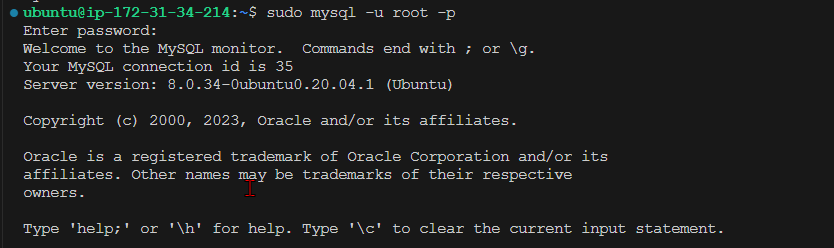 ubuntu@ip-172-31-34-214:~$ sudo mysql -u root -p
Enter password:
Welcome to the MySQL monitor.  Commands end with ; or \g.
Your MySQL connection id is 35
Server version: 8.0.34-0ubuntu0.20.04.1 (Ubuntu)

Copyright (c) 2000, 2023, Oracle and/or its affiliates.

Oracle is a registered trademark of Oracle Corporation and/or its
affiliates. Other names may be trademarks of their respective
owners.

Type 'help;' or '\h' for help. Type '\c' to clear the current input statement.